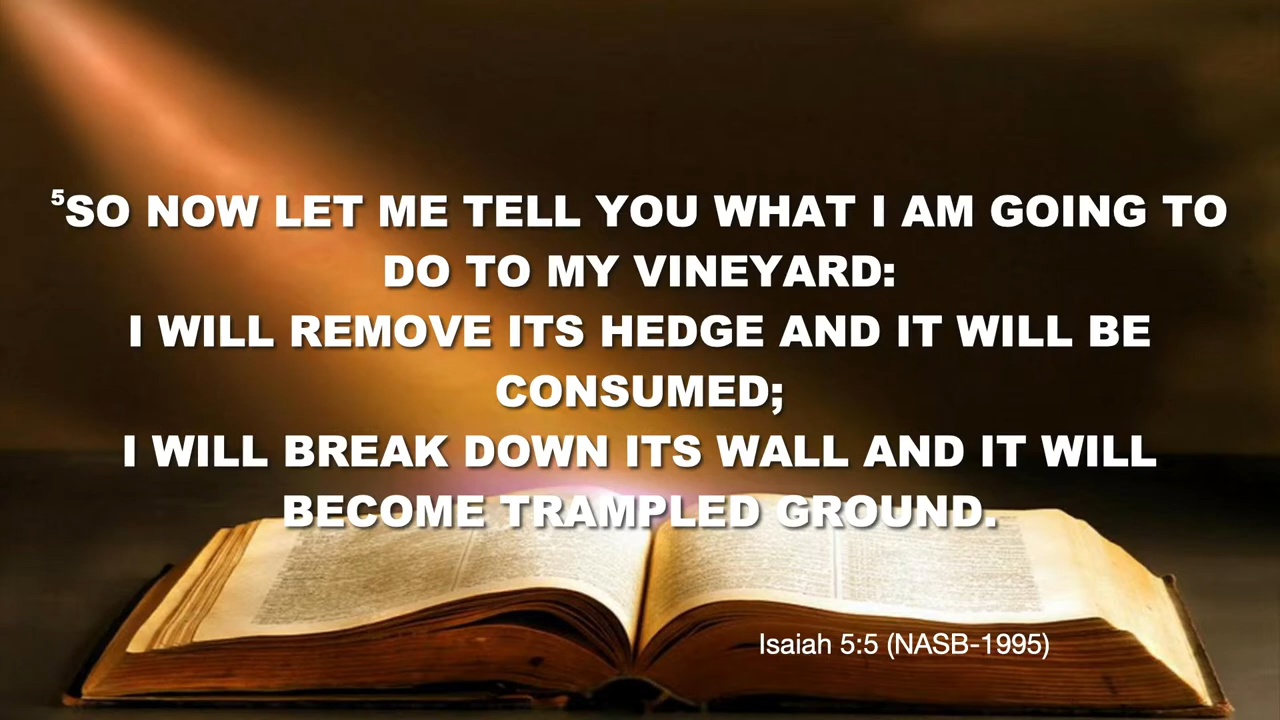 ⁵SO NOW LET ME TELL YOU WHAT I AM GOING TO
DO TO MY VINEYARD:
I WILL REMOVE ITS HEDGE AND IT WILL BE
CONSUMED;
I WILL BREAK DOWN ITS WALL AND IT WILL
BECOME TRAMPLED GROUND.
Isaiah 5:5 (NASB-1995)